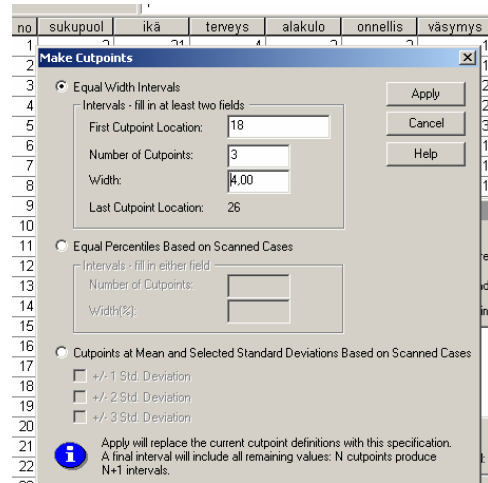 no sukupuol ikä terveys alakulo onnellis väsymys
1
Make Cutpoints
2
3
4
5
6
7
8
9
10
11
12
13
14
15
16
17
18
19
20
21
22
Equal Width Intervals
Intervals - fill in at least two fields
First Cutpoint Location: 18
Number of Cutpoints: 3
Width: 4,00
Last Cutpoint Location: 26
Apply
Cancel
Help
Equal Percentiles Based on Scanned Cases
Intervals - fill in either field
Number of Cutpoints:
Width(%):
Cutpoints at Mean and Selected Standard Deviations Based on Scanned Cases
+/- 1 Std. Deviation
+/- 2 Std. Deviation
+/- 3 Std. Deviation
Apply will replace the current cutpoint definitions with this specification.
A final interval will include all remaining values: N cutpoints produce
N+1 intervals.